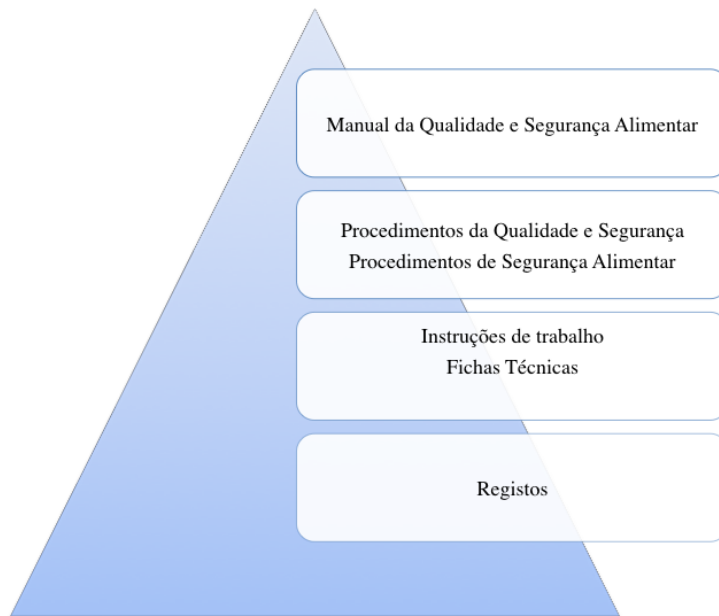 Manual da Qualidade e Segurança Alimentar
Procedimentos da Qualidade e Segurança
Procedimentos de Segurança Alimentar
Instruções de trabalho
Fichas Técnicas
Registos